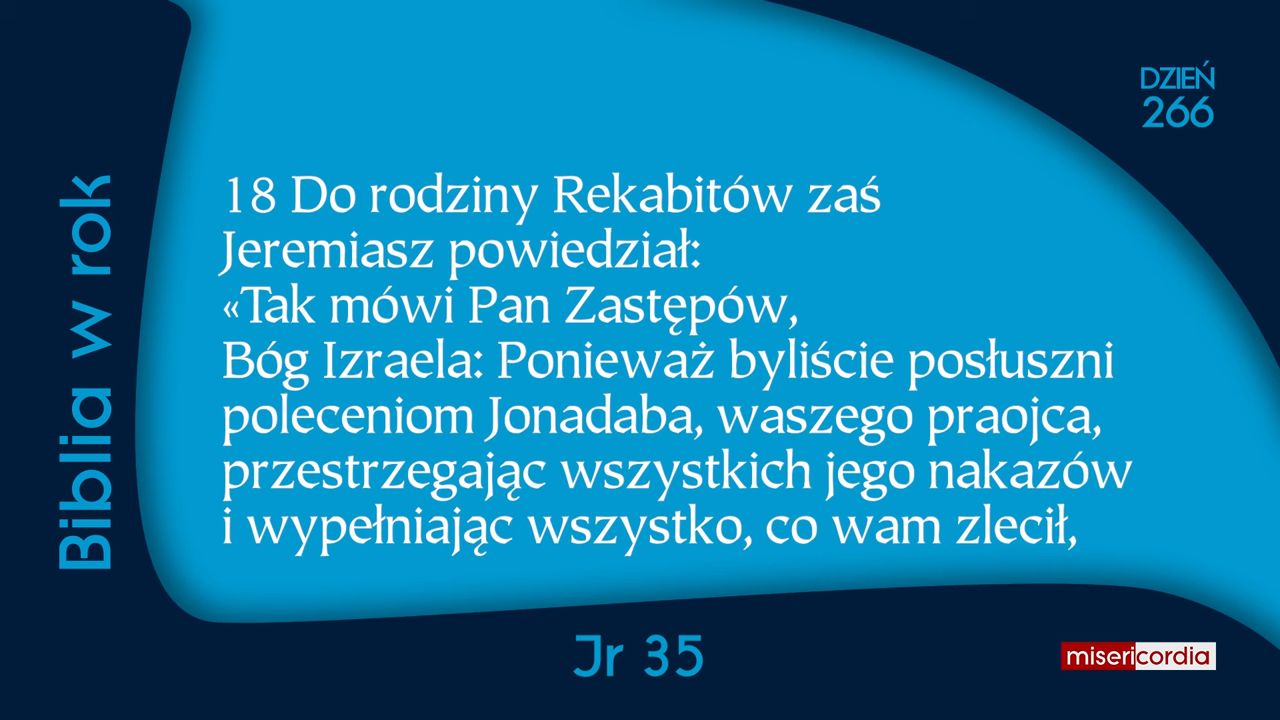 Biblia w rok
DZIEŃ
266
18 Do rodziny Rekabitów zaś
Jeremiasz powiedział:
«Tak mówi Pan Zastępów,
Bóg Izraela: Ponieważ byliście posłuszni
poleceniom Jonadaba, waszego praojca,
przestrzegając wszystkich jego nakazów
i wypełniając wszystko, co wam zlecił,
Jr 35
misericordia